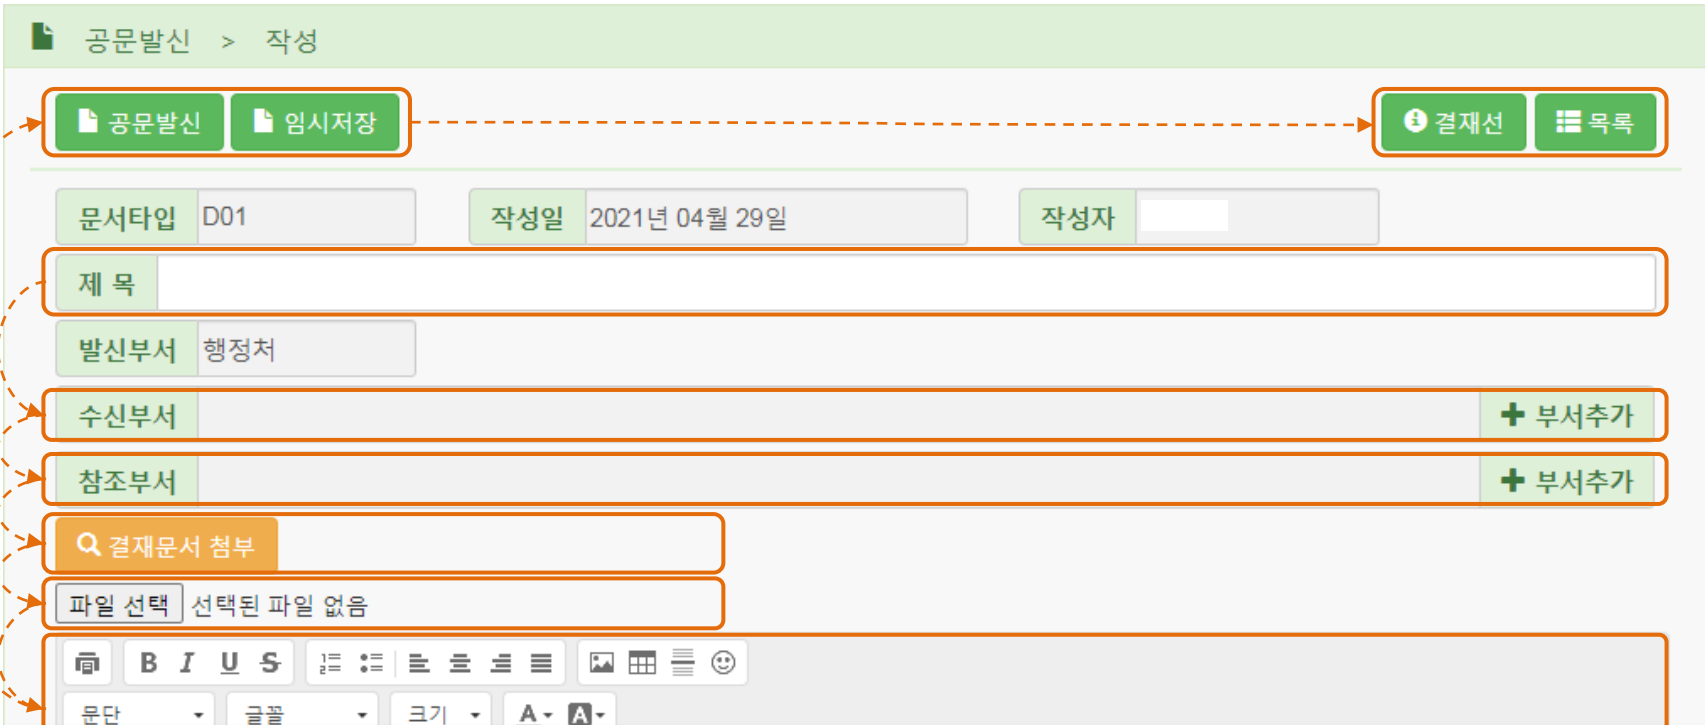 공문발신 > 작성
공문발신 임시저장 결재선 목록
문서타입 D01 작성일 2021년 04월 29일 작성자
제 목
발신부서 행정처
수신부서 부서추가
참조부서 부서추가
결재문서 첨부
파일 선택 선택된 파일 없음
B I U S
문단 글꼴 크기 A A